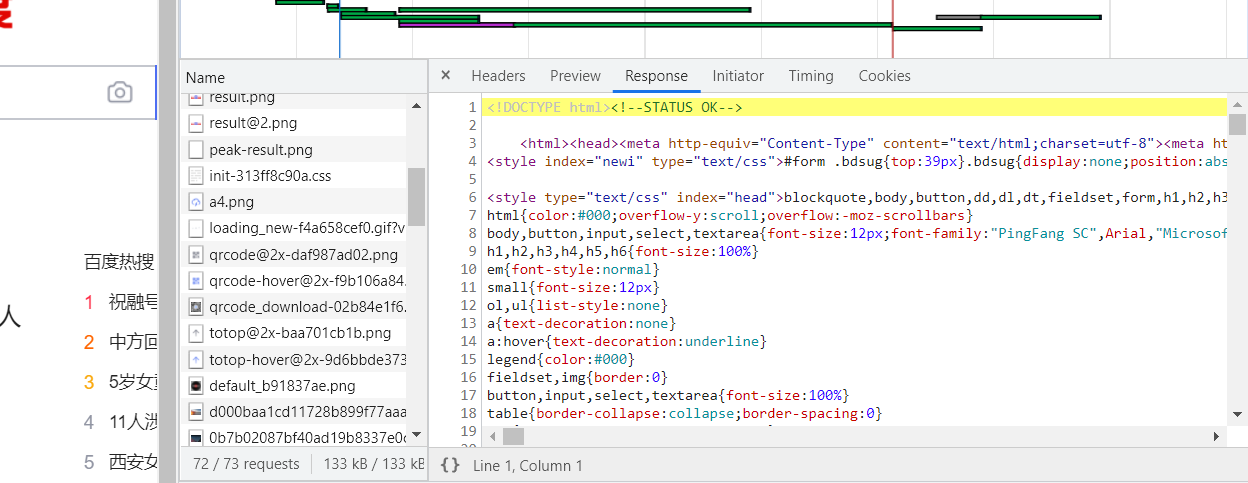 百度热搜
1 祝融号
人
2 中方回
3 5岁女
4 11人涉
5 西安女
Name
result.png
result@2.png
peak-result.png
init-313ff8c90a.css
a4.png
loading_new-f4a658cef0.gif?v
qrcode@2x-daf987ad02.png
qrcode-hover@2x-f9b106a84.
qrcode_download-02b84e1f6.
totop@2x-baa701cb1b.png
totop-hover@2x-9d6bbde373
default_b91837ae.png
d000baa1cd11728b899f77aaa
0b7b02087bf40ad19b8337e0
72 / 73 requests
133 kB / 133 kB
× Headers Preview Response Initiator Timing Cookies
1 <!DOCTYPE html><!--STATUS OK-->
2
3 <html><head><meta http-equiv="Content-Type" content="text/html;charset=utf-8"><meta ht
4 <style index="newi" type="text/css">#form .bdsug{top:39px}.bdsug{display:none;position:abs
5
6 <style type="text/css" index="head">blockquote,body,button,dd,dl,dt,fieldset,form,h1,h2,h3
7 html{color:#000;overflow-y:scroll;overflow:-moz-scrollbars}
8 body,button,input,select,textarea{font-size:12px;font-family:"PingFang SC",Arial,"Microsof
9 h1,h2,h3,h4,h5,h6{font-size:100%}
10 em{font-style:normal}
11 small{font-size:12px}
12 ol,ul{list-style:none}
13 a{text-decoration:none}
14 a:hover{text-decoration:underline}
15 legend{color:#000}
16 fieldset,img{border:0}
17 button,input,select,textarea{font-size:100%}
18 table{border-collapse:collapse;border-spacing:0}
19
{} Line 1, Column 1